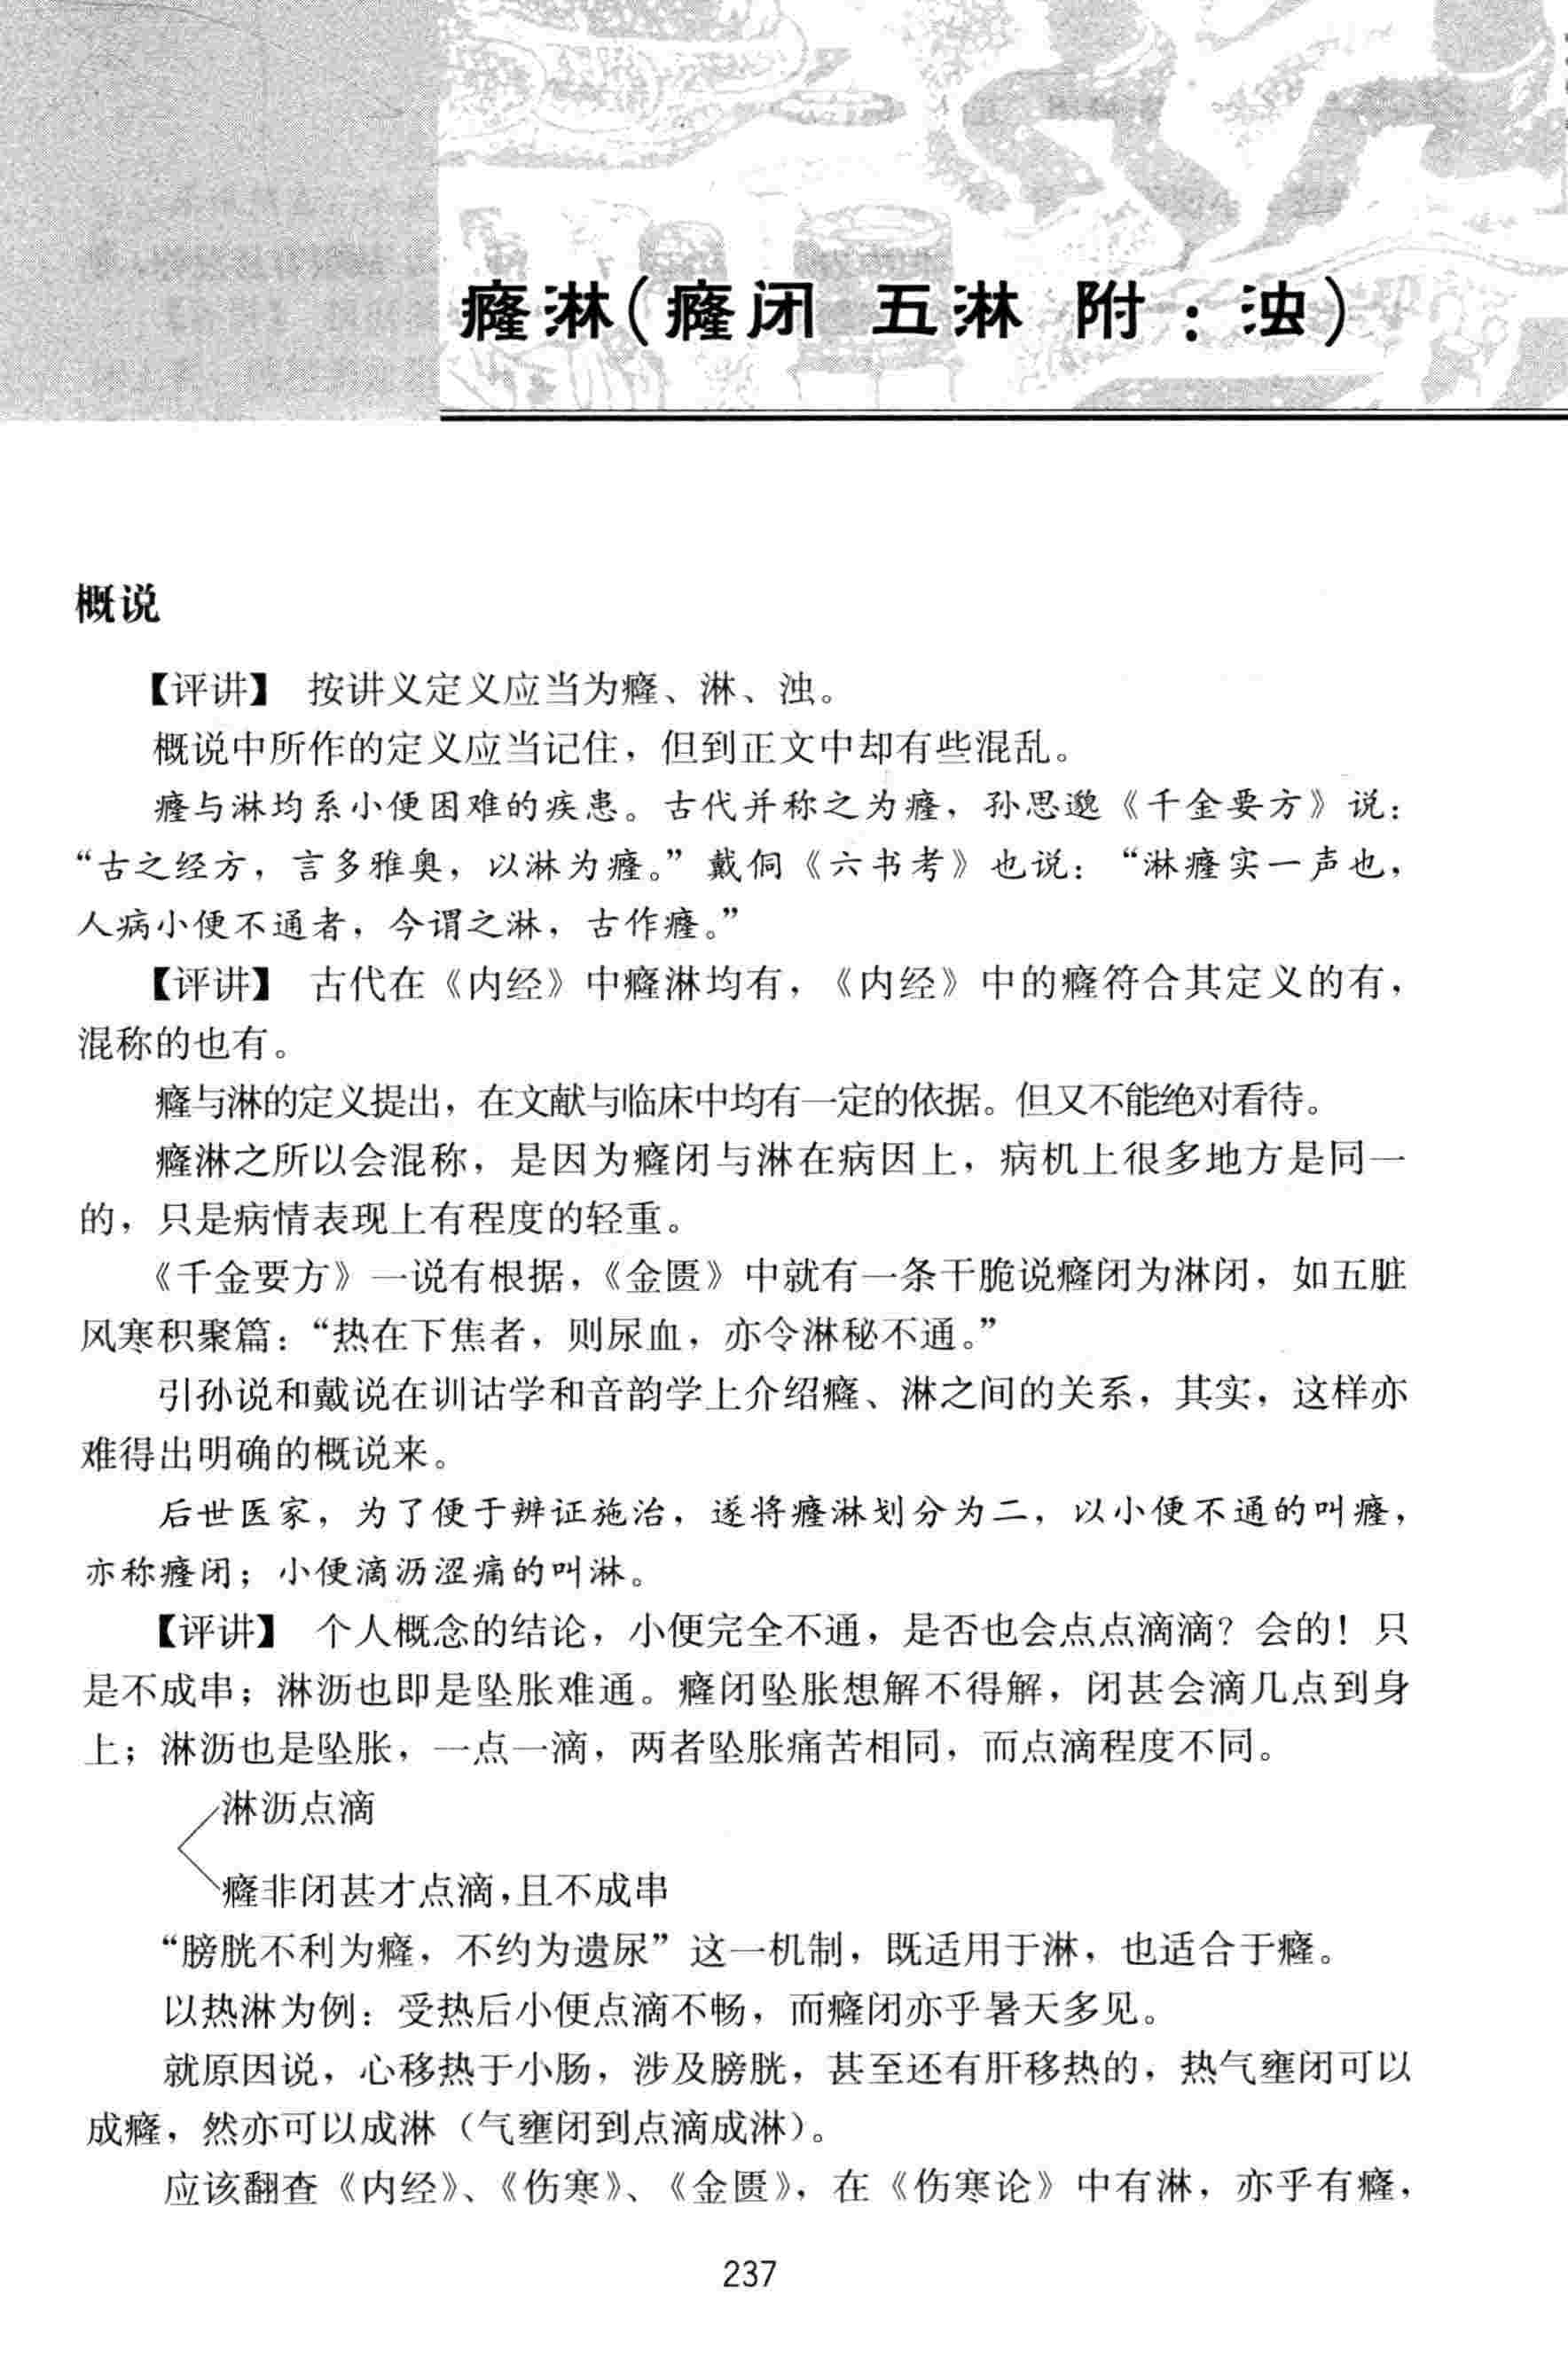 癃淋(癃闭 五淋 附：浊)
概说
【评讲】 按讲义定义应当为癃、淋、浊。
概说中所作的定义应当记住，但到正文中却有些混乱。
癃与淋均系小便困难的疾患。古代并称之为癃，孙思邈《千金要方》说：
“古之经方，言多雅奥，以淋为癃。”戴侗《六书考》也说：“淋癃实一声也，
人病小便不通者，今谓之淋，古作癃。”
【评讲】 古代在《内经》中癃淋均有，《内经》中的癃符合其定义的有，
混称的也有。
癃与淋的定义提出，在文献与临床中均有一定的依据。但又不能绝对看待。
癃淋之所以会混称，是因为癃闭与淋在病因上，病机上很多地方是同一
的，只是病情表现上有程度的轻重。
《千金要方》一说有根据，《金匮》中就有一条干脆说癃闭为淋闭，如五脏
风寒积聚篇：“热在下焦者，则尿血，亦令淋秘不通。”
引孙说和戴说在训诂学和音韵学上介绍癃、淋之间的关系，其实，这样亦
难得出明确的概说来。
后世医家，为了便于辨证施治，遂将癃淋划分为二，以小便不通的叫癃，
亦称癃闭；小便滴沥涩痛的叫淋。
【评讲】 个人概念的结论，小便完全不通，是否也会点点滴滴？会的！只
是不成串；淋沥也即是坠胀难通。癃闭坠胀想解不得解，闭甚会滴几点到身
上；淋沥也是坠胀，一点一滴，两者坠胀痛苦相同，而点滴程度不同。
淋沥点滴
癃非闭甚才点滴，且不成串
“膀胱不利为癃，不约为遗尿”这一机制，既适用于淋，也适合于癃。
以热淋为例：受热后小便点滴不畅，而癃闭亦乎暑天多见。
就原因说，心移热于小肠，涉及膀胱，甚至还有肝移热的，热气壅闭可以
成癃，然亦可以成淋（气壅闭到点滴成淋）。
应该翻查《内经》、《伤寒》、《金匮》，在《伤寒论》中有淋，亦乎有癃，
237